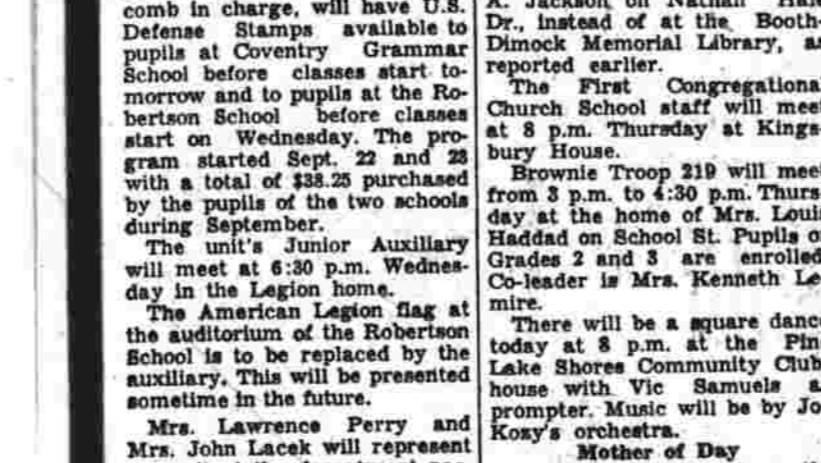 comb in charge, will have U.S.
Defense Stamps available to
pupils at Coventry Grammar
School before classes start to-
morrow and to pupils at the Ro-
bertson School before classes
start on Wednesday. The pro-
gram started Sept. 22 and 23
with a total of $38.25 purchased
by the pupils of the two schools
during September.
The unit's Junior Auxiliary
will meet at 6:30 p.m. Wednes-
day in the Legion home.
The American Legion flag at
the auditorium of the Robertson
School is to be replaced by the
auxiliary. This will be presented
sometime in the future.
Mrs. Lawrence Perry and
Mrs. John Lacek will represent
A. Jackson on Nathan
Dr., instead of at the Booth-
Dimock Memorial Library, as
reported earlier.
The First Congregational
Church School staff will meet
at 8 p.m. Thursday at Kings-
bury House.
Brownie Troop 219 will meet
from 3 p.m. to 4:30 p.m. Thurs-
day at the home of Mrs. Louis
Haddad on School St. Pupils o
Grades 2 and 3 are enrolled
Co-leader is Mrs. Kenneth Le
mire.
There will be a square danc
today at 8 p.m. at the Pin
Lake Shores Community Club
house with Vic Samuels a
prompter. Music will be by Jo
Kozy's orchestra.
Mother of Day